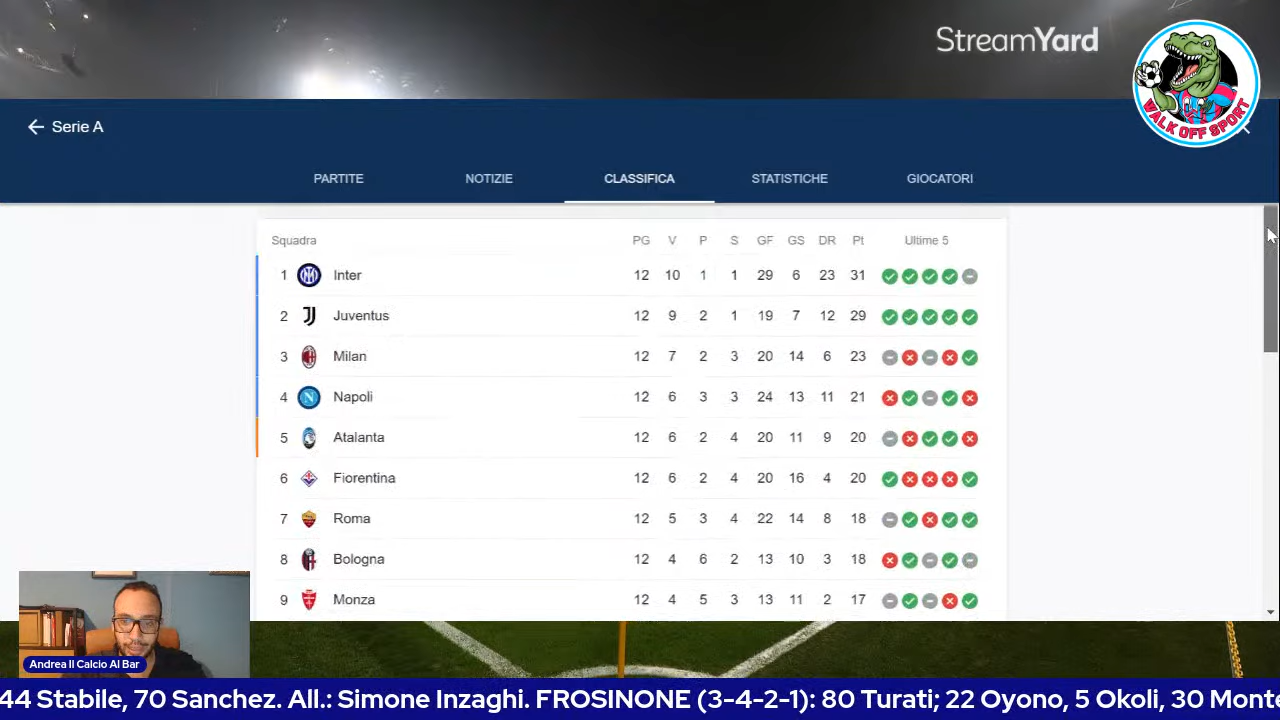 StreamYard
WALK OFF SPORT
Serie A
PARTITE NOTIZIE CLASSIFICA STATISTICHE GIOCATORI
Squadra PG V P S GF GS DR Pt Ultime 5
1 Inter 12 10 1 1 29 6 23 31
2 Juventus 12 9 2 1 19 7 12 29
3 Milan 12 7 2 3 20 14 6 23
4 Napoli 12 6 3 3 24 13 11 21
5 Atalanta 12 6 2 4 20 11 9 20
6 Fiorentina 12 6 2 4 20 16 4 20
7 Roma 12 5 3 4 22 14 8 18
8 Bologna 12 4 6 2 13 10 3 18
9 Monza 12 4 5 3 13 11 2 17
Andrea Il Calcio Al Bar
44 Stabile, 70 Sanchez. All.: Simone Inzaghi. FROSINONE (3-4-2-1): 80 Turati; 22 Oyono, 5 Okoli, 30 Monte